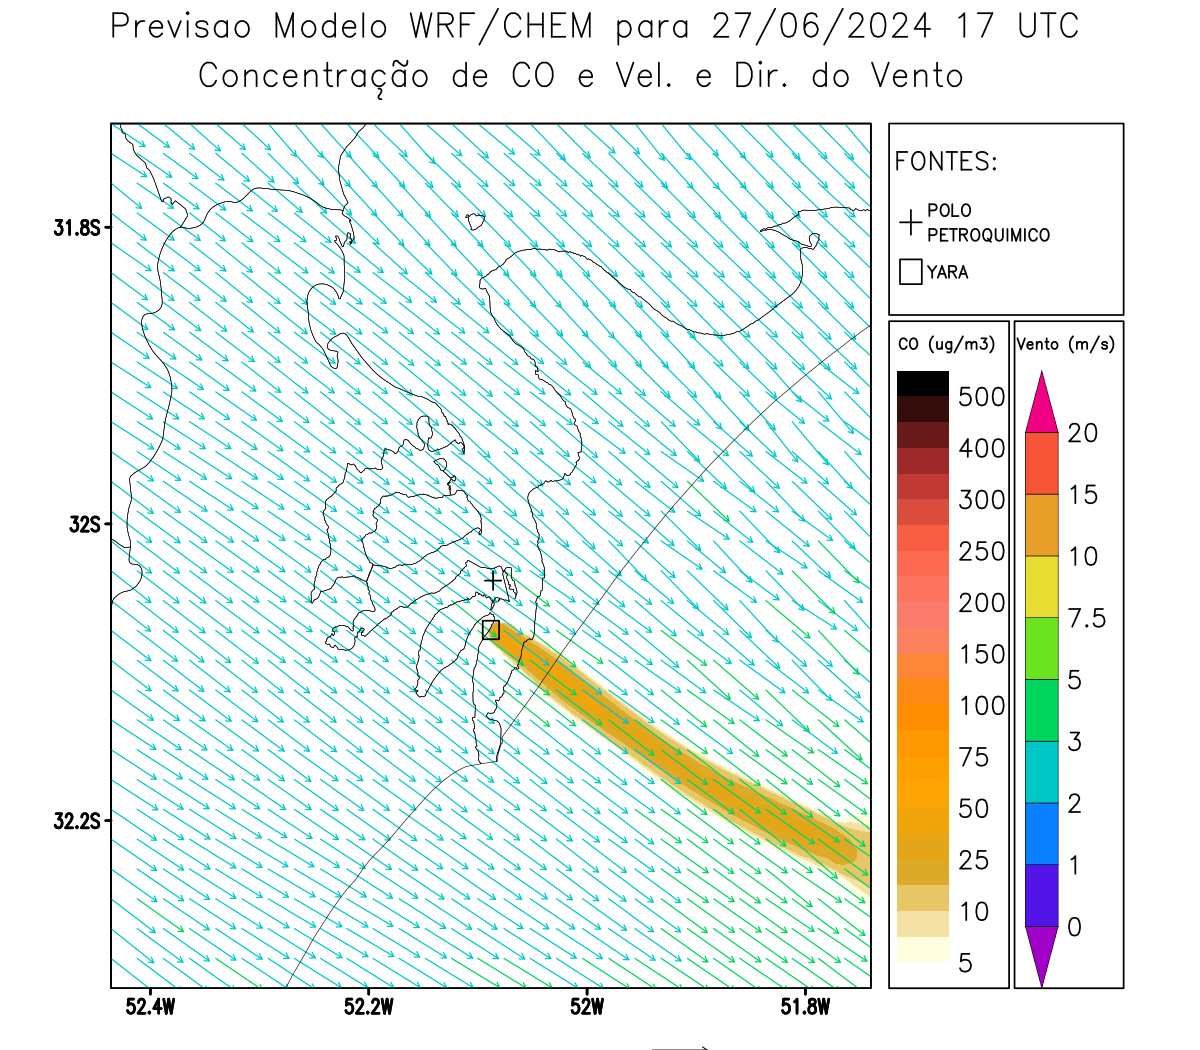 Previsao Modelo WRF/CHEM para 27/06/2024 17 UTC
Concentração de CO e Vel. e Dir. do Vento
FONTES:
POLO
PETROQUIMICO
YARA
CO (ug/m3)
500
400
300
250
200
150
100
75
50
25
10
5
Vento (m/s)
20
15
10
7.5
5
3
2
1
0
31.8S
32S
32.2S
52.4W
52.2W
52W
51.8W